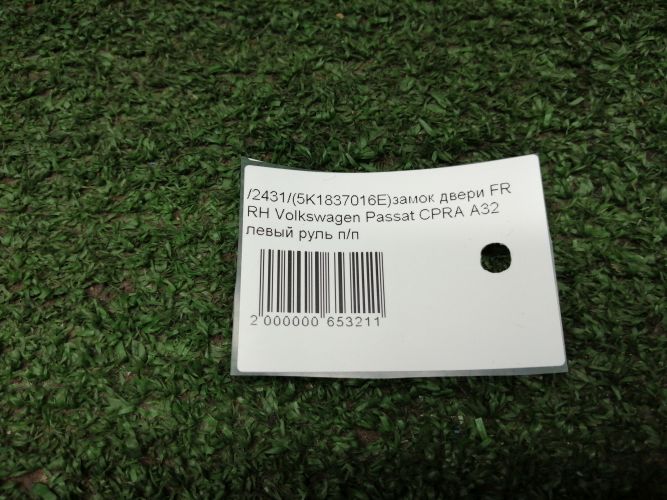 /2431/(5K1837016E)замок двери FR
RH Volkswagen Passat CPRA A32
левый руль п/п
2 000000 653211